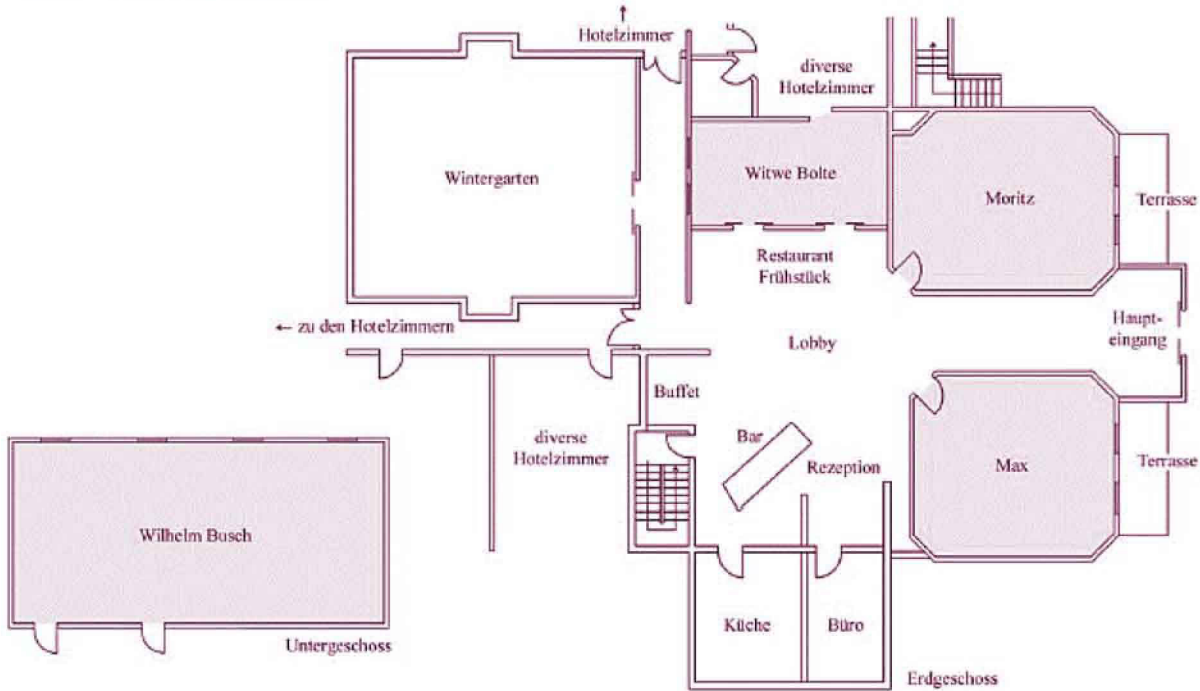 Hotelzimmer
diverse
Hotelzimmer
Wintergarten
Witwe Bolte
Moritz
Terrasse
Restaurant
Frühstück
← zu den Hotelzimmern
Haupt-
eingang
Lobby
Buffet
diverse
Hotelzimmer
Bar
Rezeption
Max
Terrasse
Wilhelm Busch
Küche
Büro
Untergeschoss
Erdgeschoss